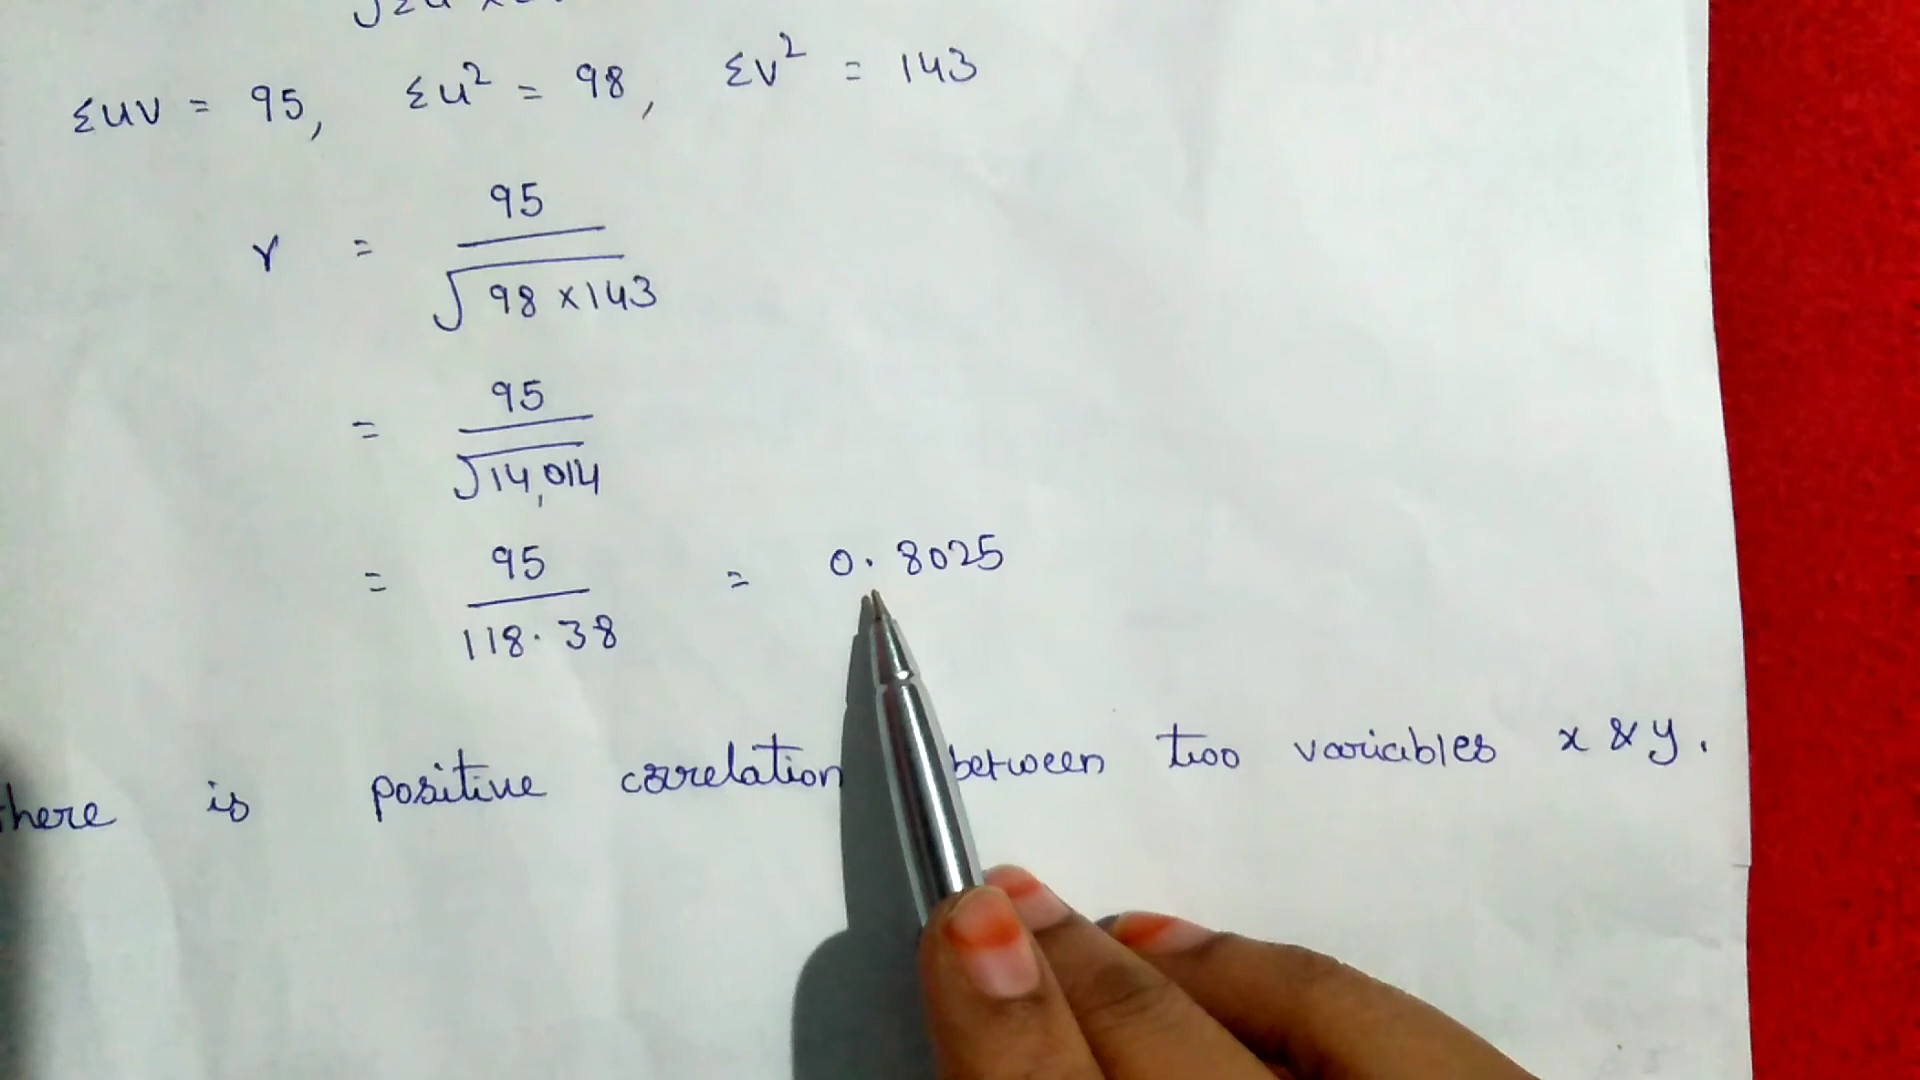 Σuv = 95, Σu² = 98, Σv² = 143
r = 95 / √98 × 143
= 95 / √14,014
= 95 / 118.38 = 0.8025
here is positive correlation between two variables x & y.